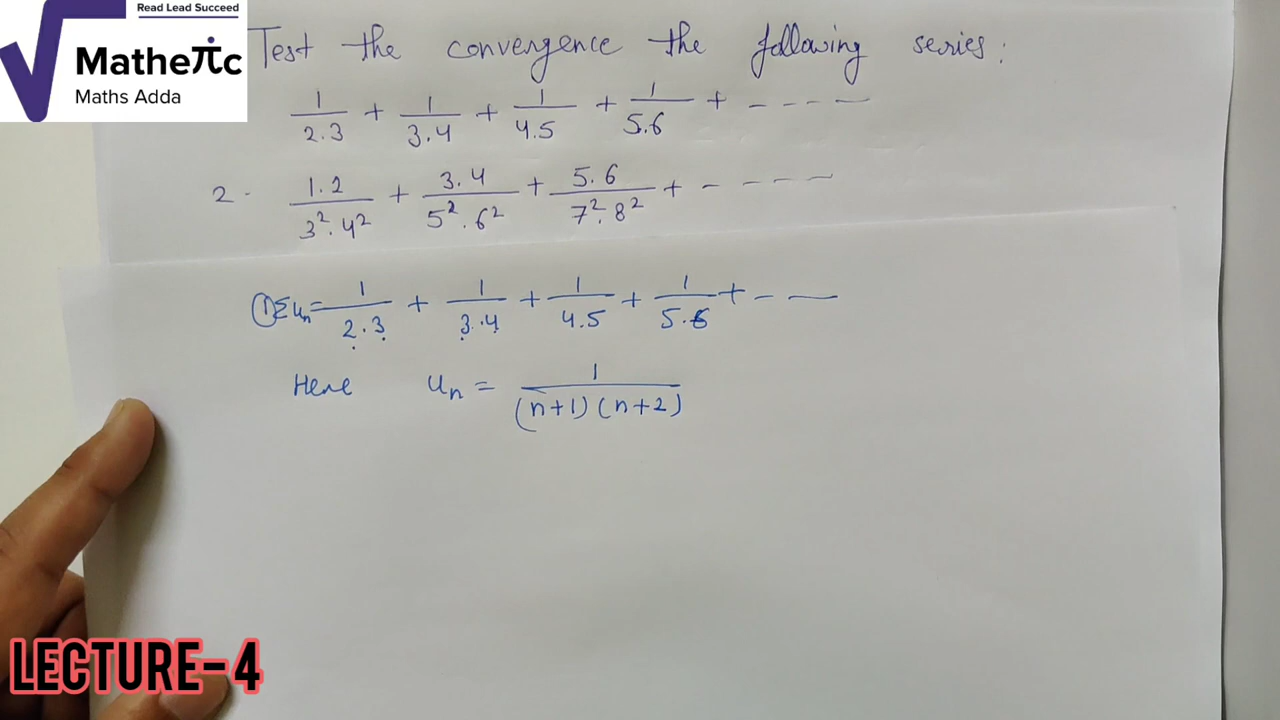 Read Lead Succeed
Matheπc
Maths Adda
Test the convergence the following series:
1/2.3 + 1/3.4 + 1/4.5 + 1/5.6 + ----
2- 1.2/3².4² + 3.4/5².6² + 5.6/7².8² + ----
① Σuₙ= 1/2.3 + 1/3.4 + 1/4.5 + 1/5.6 + --
Here uₙ = 1/(n+1)(n+2)
LECTURE-4